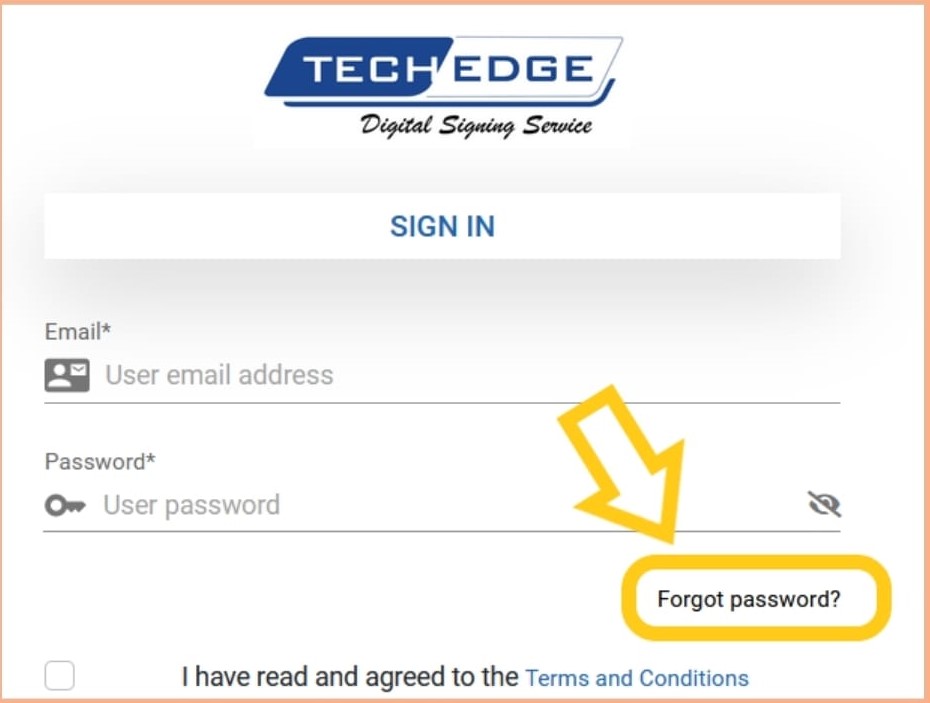 TECH EDGE
Digital Signing Service
SIGN IN
Email*
User email address
Password*
User password
Forgot password?
I have read and agreed to the Terms and Conditions